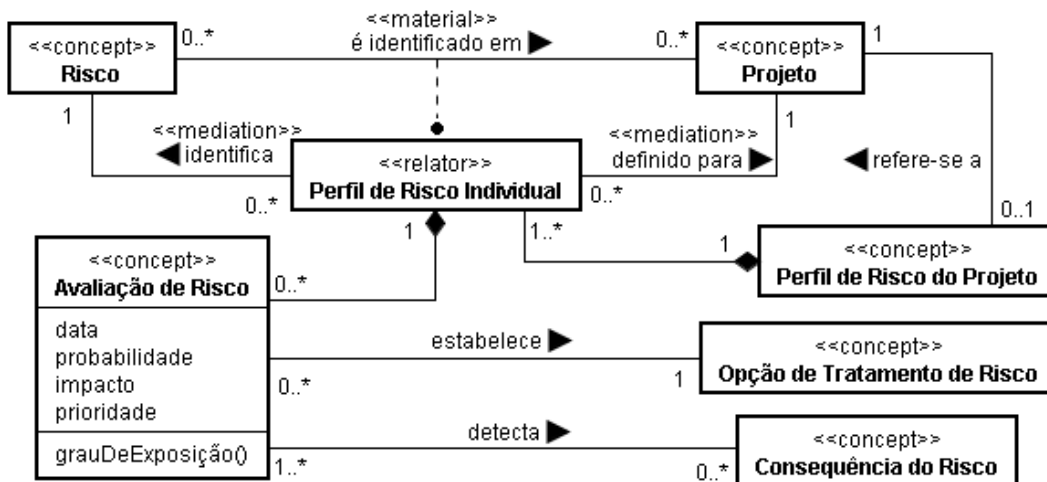 <<material>>
0..* é identificado em ▶ 0..*
<<concept>>
Risco
<<concept>>
Projeto
1
1
<<mediation>>
◀ identifica
<<mediation>>
definido para ▶
1
<<relator>>
Perfil de Risco Individual
◀ refere-se a
0..*
0..*
0..1
1
1..*
1
<<concept>>
Perfil de Risco do Projeto
<<concept>>
Avaliação de Risco
0..*
data
probabilidade
impacto
prioridade
estabelece ▶
0..*
1
<<concept>>
Opção de Tratamento de Risco
grauDeExposição()
detecta ▶
1..*
0..*
<<concept>>
Consequência do Risco